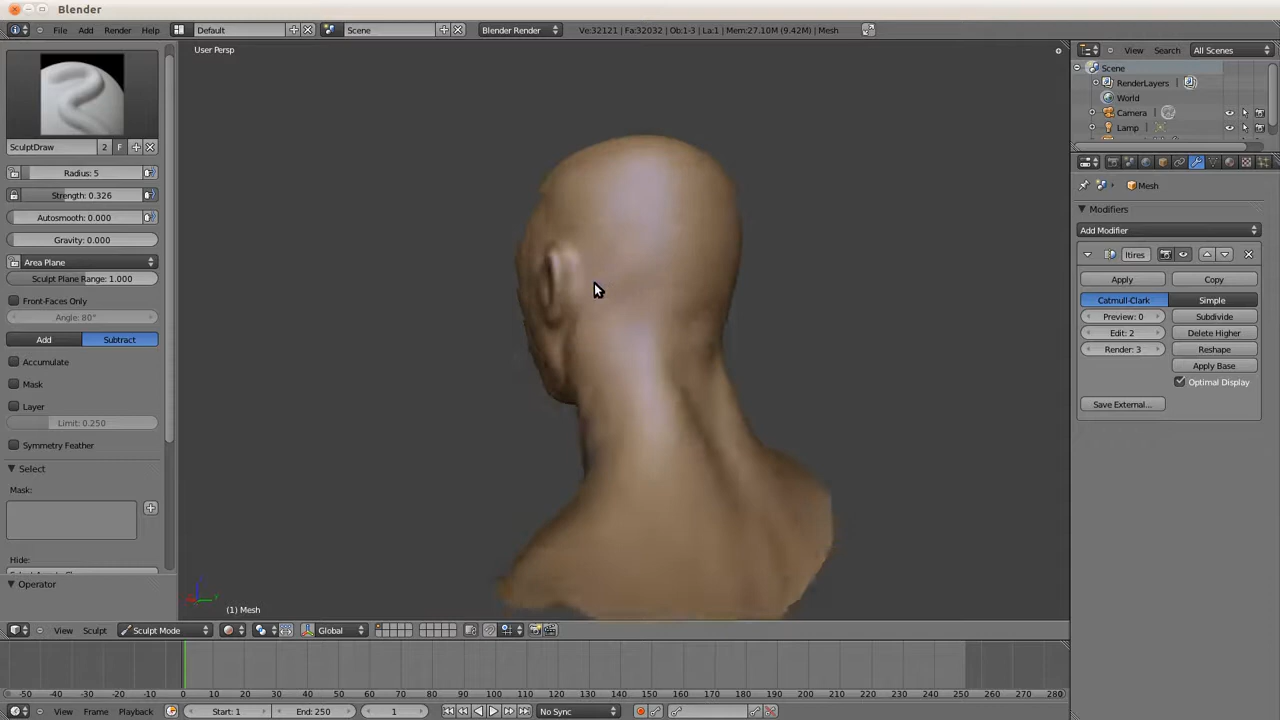 Blender
File Add Render Help Default Scene Blender Render Ve:32121 | Fa:32032 | Ob:1-3 | La:1 | Mem:27.10M (9.42M) | Mesh
User Persp
View Search All Scenes
Scene
RenderLayers
World
Camera
Lamp
SculptDraw 2 F
Radius: 5
Strength: 0.326
Autosmooth: 0.000
Gravity: 0.000
Area Plane
Sculpt Plane Range: 1.000
Front-Faces Only
Angle: 80°
Add Subtract
Accumulate
Mask
Layer
Limit: 0.250
Symmetry Feather
Select
Mask:
Hide:
Operator
Mesh
Modifiers
Add Modifier
ltires
Apply Copy
Catmull-Clark Simple
Preview: 0 Subdivide
Edit: 2 Delete Higher
Render: 3 Reshape
Apply Base
Optimal Display
Save External...
(1) Mesh
View Sculpt Sculpt Mode Global
-50 -40 -30 -20 -10 0 10 20 30 40 50 60 70 80 90 100 110 120 130 140 150 160 170 180 190 200 210 220 230 240 250 260 270 280
View Frame Playback Start: 1 End: 250 1 No Sync